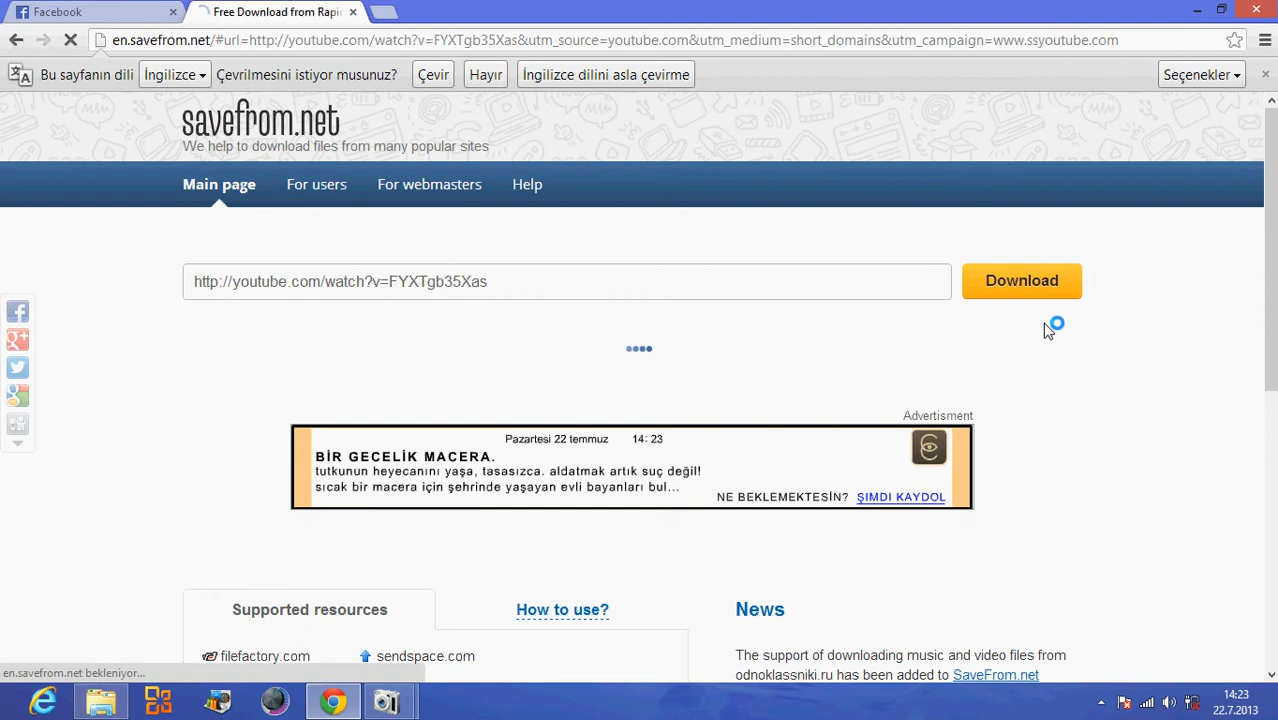 Facebook
Free Download from Rapi
en.savefrom.net/#url=http://youtube.com/watch?v=FYXTgb35Xas&utm_source=youtube.com&utm_medium=short_domains&utm_campaign=www.ssyoutube.com
Bu sayfanın dili İngilizce Çevrilmesini istiyor musunuz? Çevir Hayır İngilizce dilini asla çevirme Seçenekler
savefrom.net
We help to download files from many popular sites
Main page For users For webmasters Help
http://youtube.com/watch?v=FYXTgb35Xas Download
Advertisment
Pazartesi 22 temmuz 14: 23
BİR GECELİK MACERA.
tutkunun heyecanını yaşa, tasasızca. aldatmak artık suç değil!
sıcak bir macera için şehrinde yaşayan evli bayanları bul...
NE BEKLEMEKTESİN? ŞIMDI KAYDOL
Supported resources How to use? News
filefactory.com sendspace.com
The support of downloading music and video files from
odnoklassniki.ru has been added to SaveFrom.net
en.savefrom.net bekleniyor...
14:23
22.7.2013